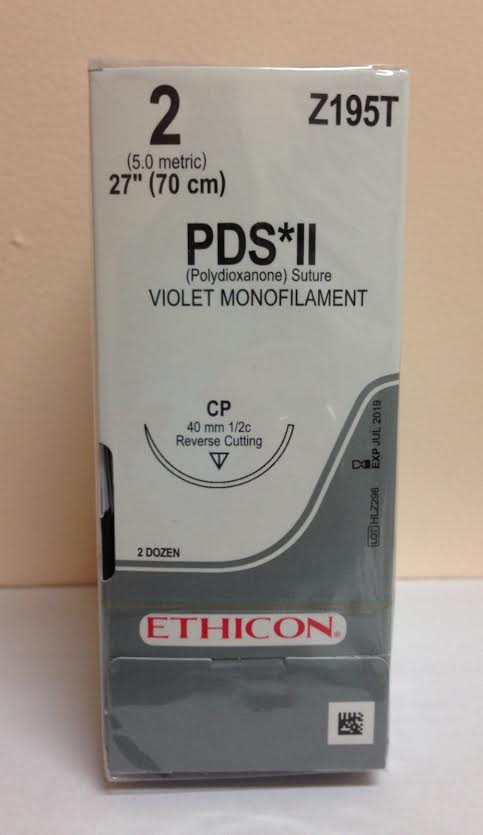 2
Z195T
(5.0 metric)
27" (70 cm)
PDS*II
(Polydioxanone) Suture
VIOLET MONOFILAMENT
CP
40 mm 1/2c
Reverse Cutting
EXP JUL 2019
LOT HLZ296
2 DOZEN
ETHICON®